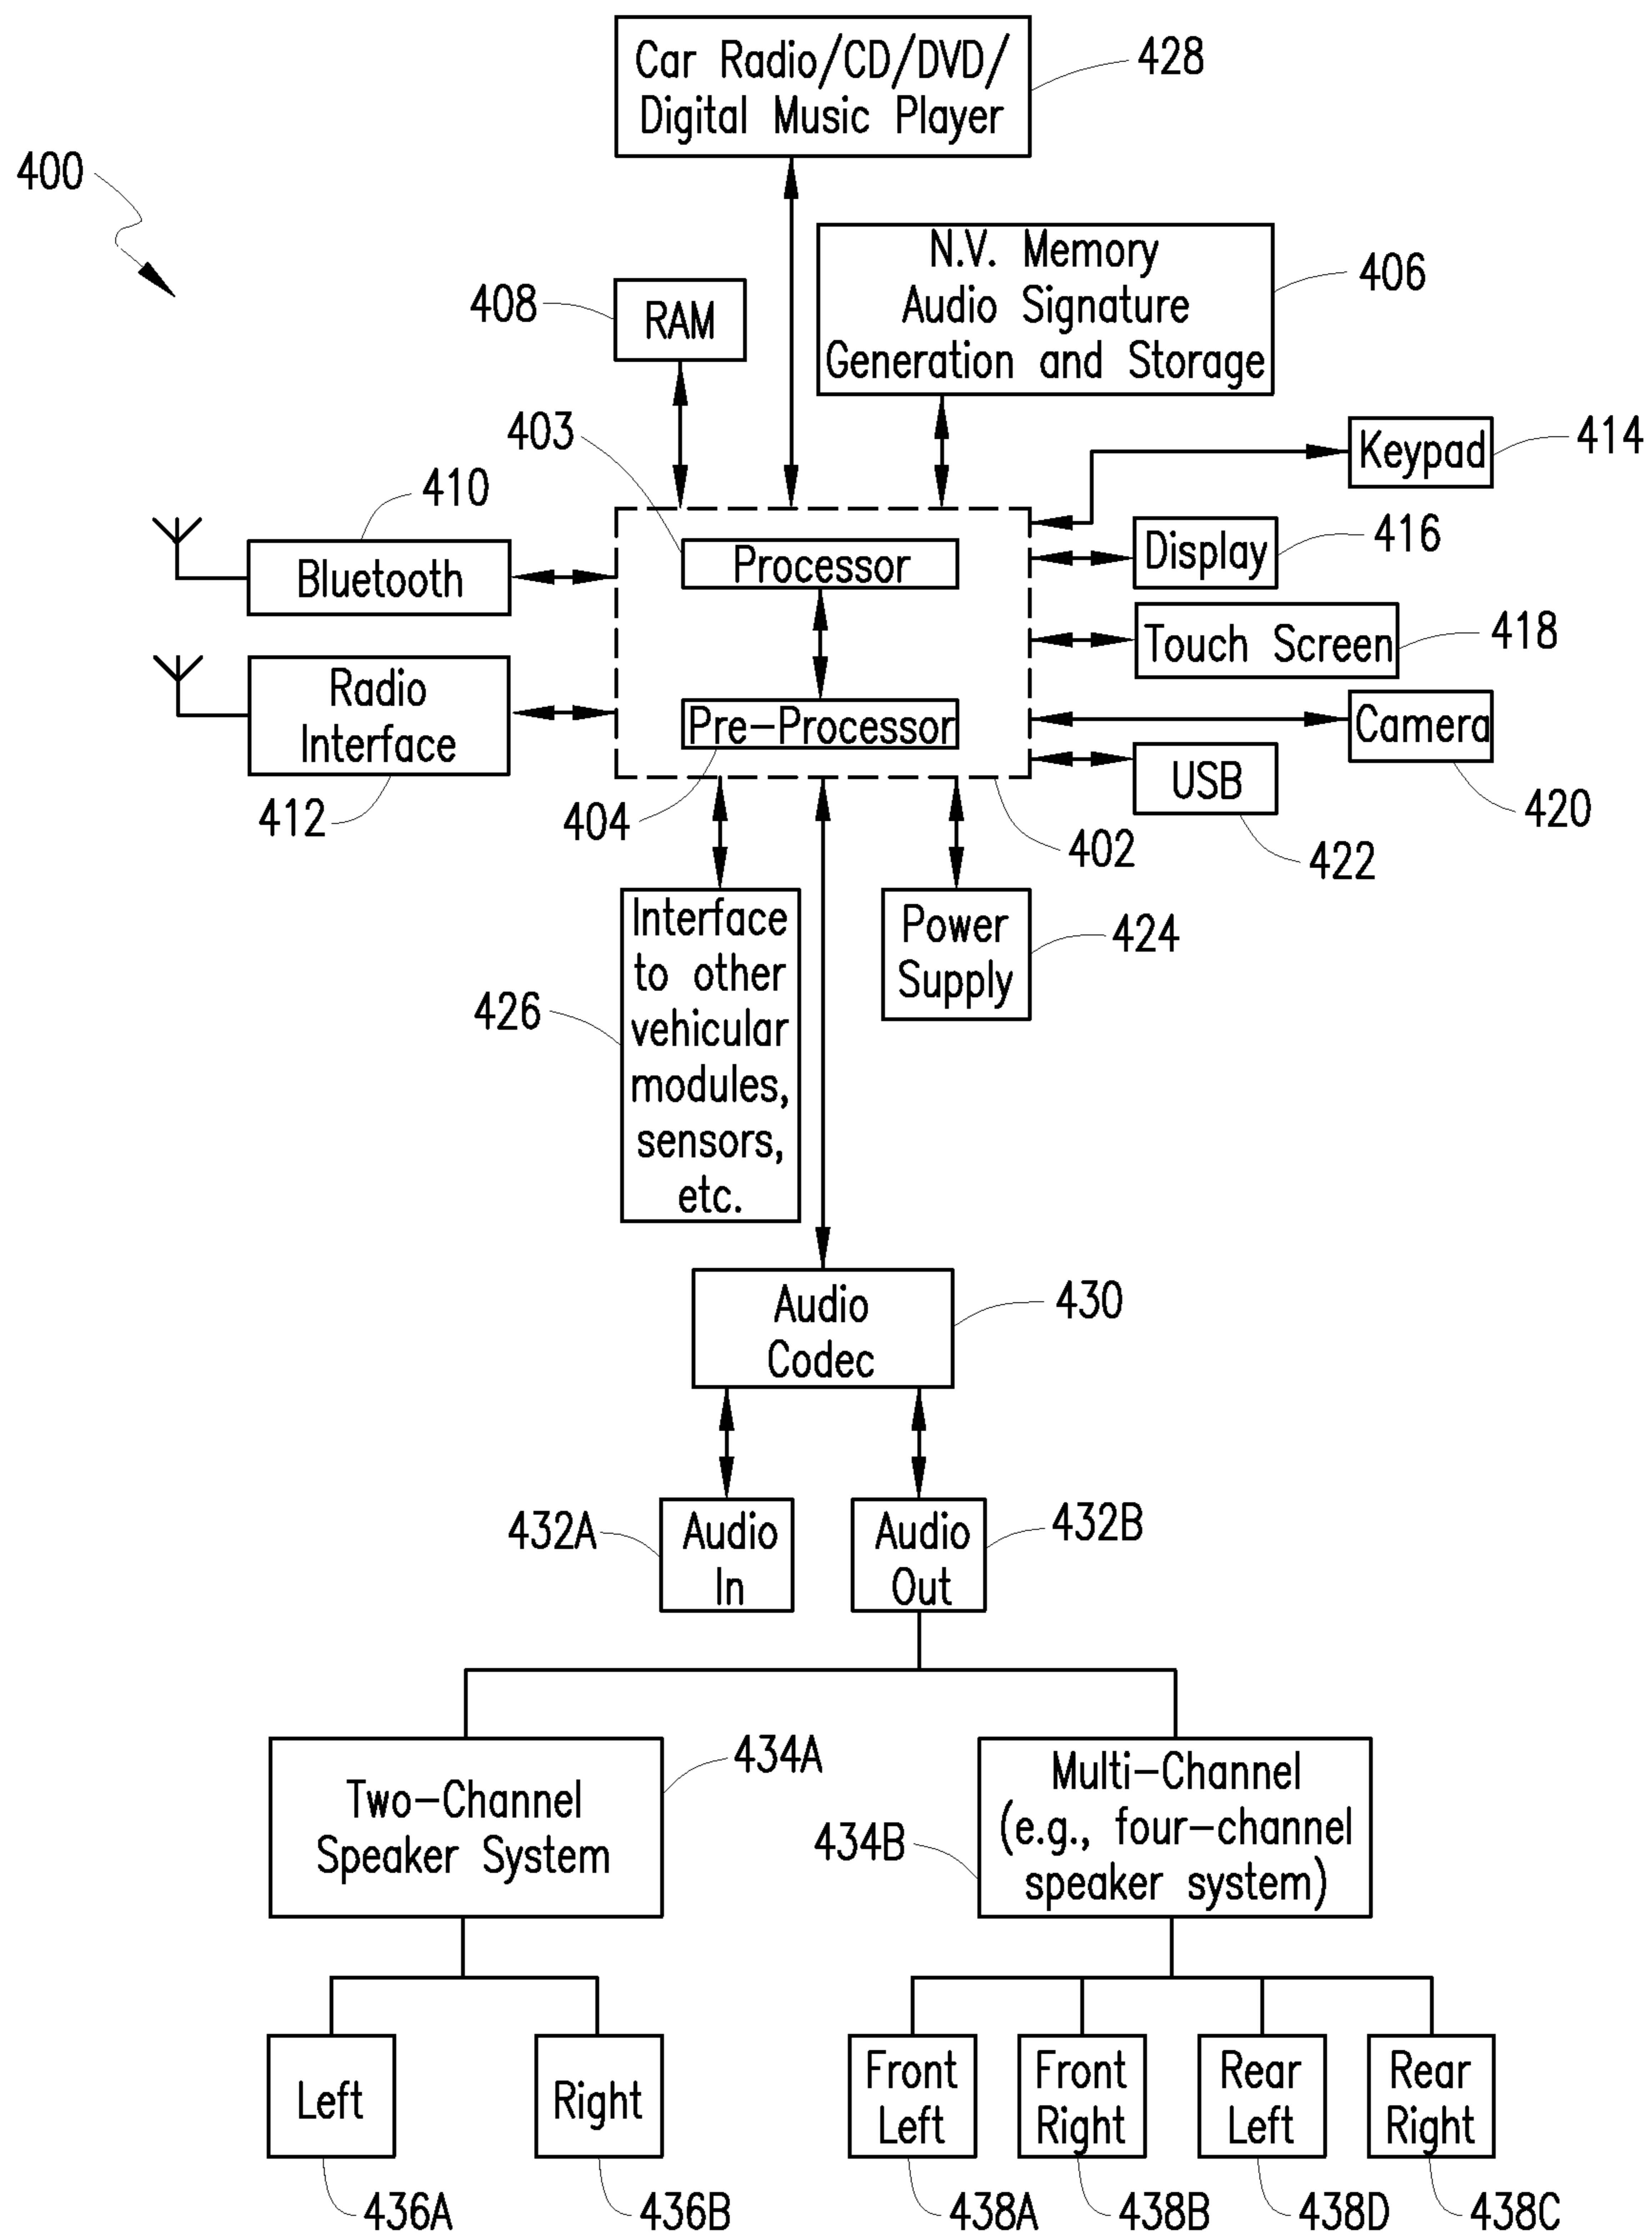 Car Radio/CD/DVD/
Digital Music Player
428
400
N.V. Memory
Audio Signature
Generation and Storage
406
408
RAM
403
Keypad
414
410
Bluetooth
Processor
Display
416
Touch Screen
418
Radio
Interface
412
Pre-Processor
404
402
Camera
420
USB
422
Interface
to other
vehicular
modules,
sensors,
etc.
426
Power
Supply
424
Audio
Codec
430
432A
Audio
In
Audio
Out
432B
Two-Channel
Speaker System
434A
Multi-Channel
(e.g., four-channel
speaker system)
434B
Left
Right
Front
Left
Front
Right
Rear
Left
Rear
Right
436A
436B
438A
438B
438D
438C